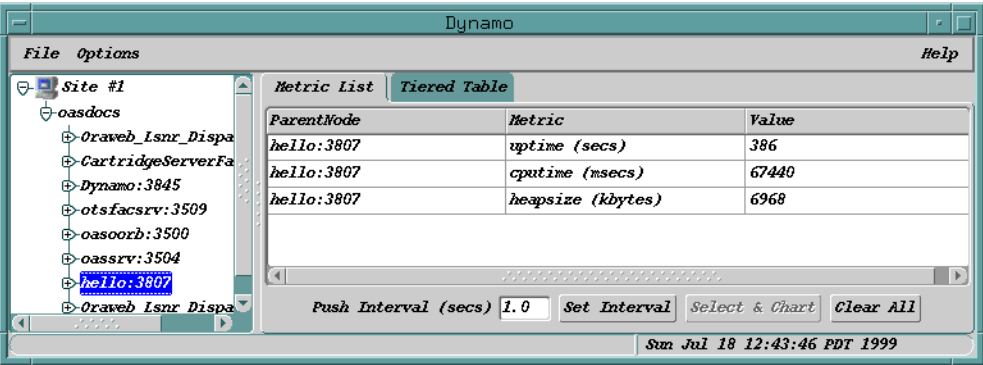 Dynamo
File Options Help
Site #1
oasdocs
Oraweb_Lsnr_Dispa
CartridgeServerFa
Dynamo:3845
otsfacsrv:3509
oasoorb:3500
oassrv:3504
hello:3807
Oraweb Lsnr Dispa
Metric List Tiered Table
ParentNode Metric Value
hello:3807 uptime (secs) 386
hello:3807 cputime (msecs) 67440
hello:3807 heapsize (kbytes) 6968
Push Interval (secs) 1.0 Set Interval Select & Chart Clear All
Sun Jul 18 12:43:46 PDT 1999